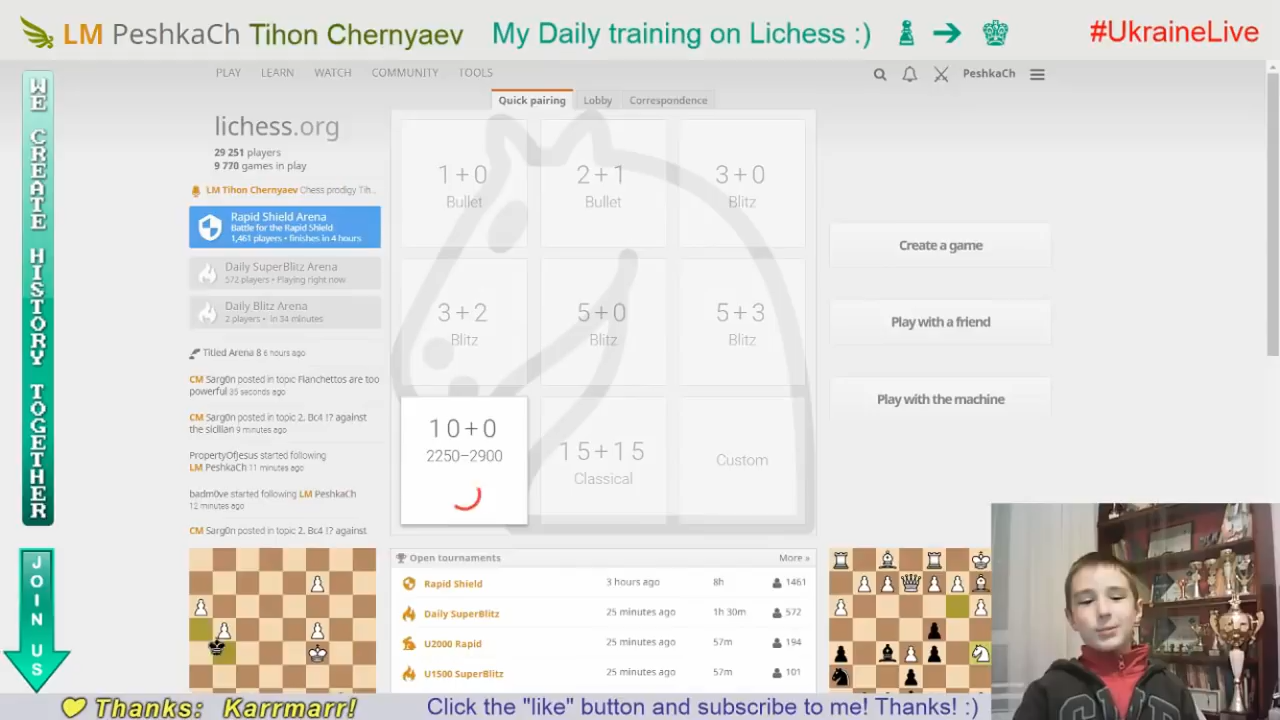 LM PeshkaCh Tihon Chernyaev
My Daily training on Lichess :)
#UkraineLive
WE CREATE HISTORY TOGETHER
JOIN US
PLAY LEARN WATCH COMMUNITY TOOLS
PeshkaCh
lichess.org
29 251 players
9 770 games in play
LM Tihon Chernyaev Chess prodigy Tih...
Rapid Shield Arena
Battle for the Rapid Shield
1,461 players • finishes in 4 hours
Daily SuperBlitz Arena
572 players • Playing right now
Daily Blitz Arena
2 players • in 34 minutes
Titled Arena 8 6 hours ago
CM Sarg0n posted in topic Fianchettos are too
powerful 35 seconds ago
CM Sarg0n posted in topic 2. Bc4 !? against
the sicilian 9 minutes ago
PropertyOfJesus started following
LM PeshkaCh 11 minutes ago
badm0ve started following LM PeshkaCh
12 minutes ago
CM Sarg0n posted in topic 2. Bc4 !? against
Quick pairing Lobby Correspondence
1+0 2+1 3+0
Bullet Bullet Blitz
3+2 5+0 5+3
Blitz Blitz Blitz
10+0 15+15 Custom
2250–2900 Classical
Create a game
Play with a friend
Play with the machine
Open tournaments More »
Rapid Shield 3 hours ago 8h 1461
Daily SuperBlitz 25 minutes ago 1h 30m 572
U2000 Rapid 25 minutes ago 57m 194
U1500 SuperBlitz 25 minutes ago 57m 101
Thanks: Karrmarr!
Click the "like" button and subscribe to me! Thanks! :)